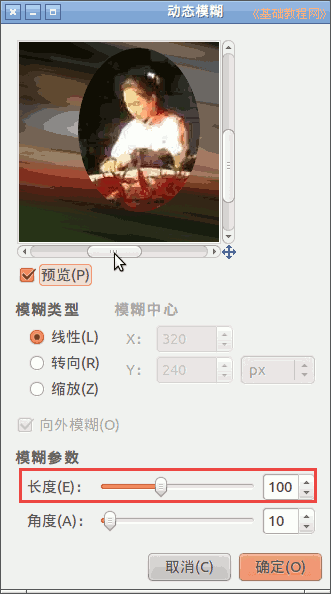 动态模糊
《基础教程网》
预览(P)
模糊类型
模糊中心
线性(L)
X:
320
转向(R)
Y:
240
px
缩放(Z)
向外模糊(O)
模糊参数
长度(E):
100
角度(A):
10
取消(C)
确定(O)